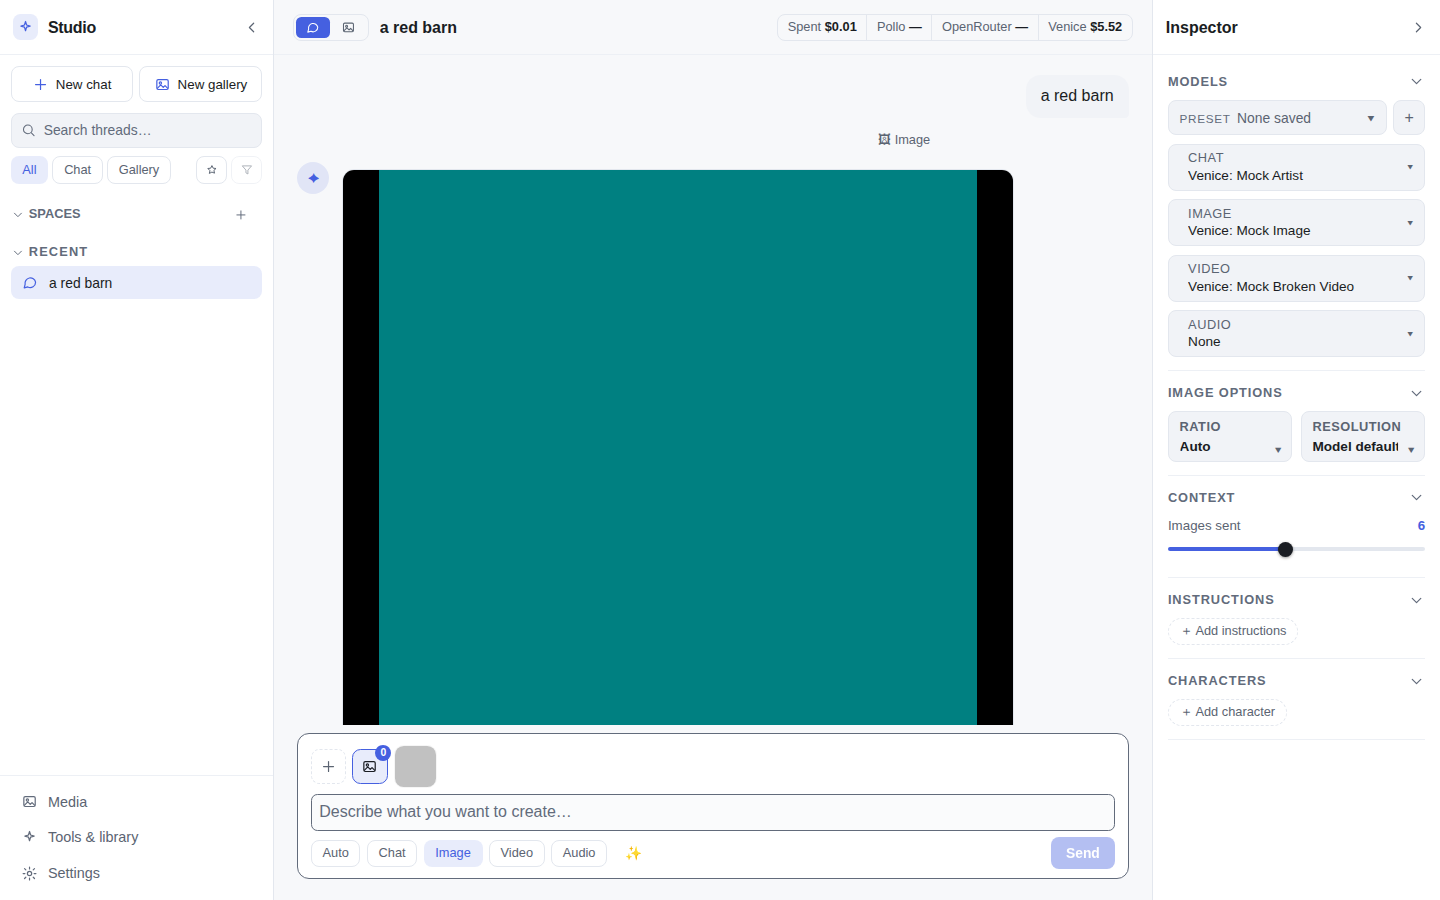 Studio
New chat
New gallery
Search threads…
All
Chat
Gallery
SPACES
RECENT
a red barn
Media
Tools & library
Settings
a red barn
Spent $0.01
Pollo —
OpenRouter —
Venice $5.52
a red barn
Image
0
Describe what you want to create…
Auto
Chat
Image
Video
Audio
Send
Inspector
MODELS
PRESET None saved
CHAT
Venice: Mock Artist
IMAGE
Venice: Mock Image
VIDEO
Venice: Mock Broken Video
AUDIO
None
IMAGE OPTIONS
RATIO
Auto
RESOLUTION
Model default
CONTEXT
Images sent 6
INSTRUCTIONS
+ Add instructions
CHARACTERS
+ Add character